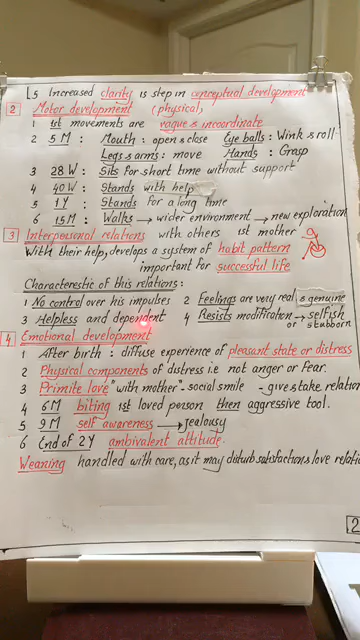 ↳ Increased clarity is step in conceptual development
2 Motor development (physical)
1 1st movements are vague & incoordinate
2 5 M : Mouth : open & close Eye balls : Wink & roll
Legs & arms : move Hands : Grasp
3 28 W : Sits for short time without support
4 40 W : Stands with help
5 1 Y : Stands for a long time
6 15 M : Walks → wider environment → new exploration
3 Interpersonal relations with others 1st mother
With their help, develops a system of habit pattern
important for successful life
Characteristic of this relations :
1 No control over his impulses 2 Feelings are very real & genuine
3 Helpless and dependent 4 Resists modification → selfish
or stubborn
4 Emotional development
1 After birth : diffuse experience of pleasant state or distress
2 Physical components of distress i.e not anger or fear.
3 Primite love "with mother" - social smile - give & take relation
4 6 M biting 1st loved person then aggressive tool.
5 9 M self awareness → jealousy
6 End of 2 Y ambivalent attitude.
Weaning handled with care, as it may disturb satisfactions & love relatio
2